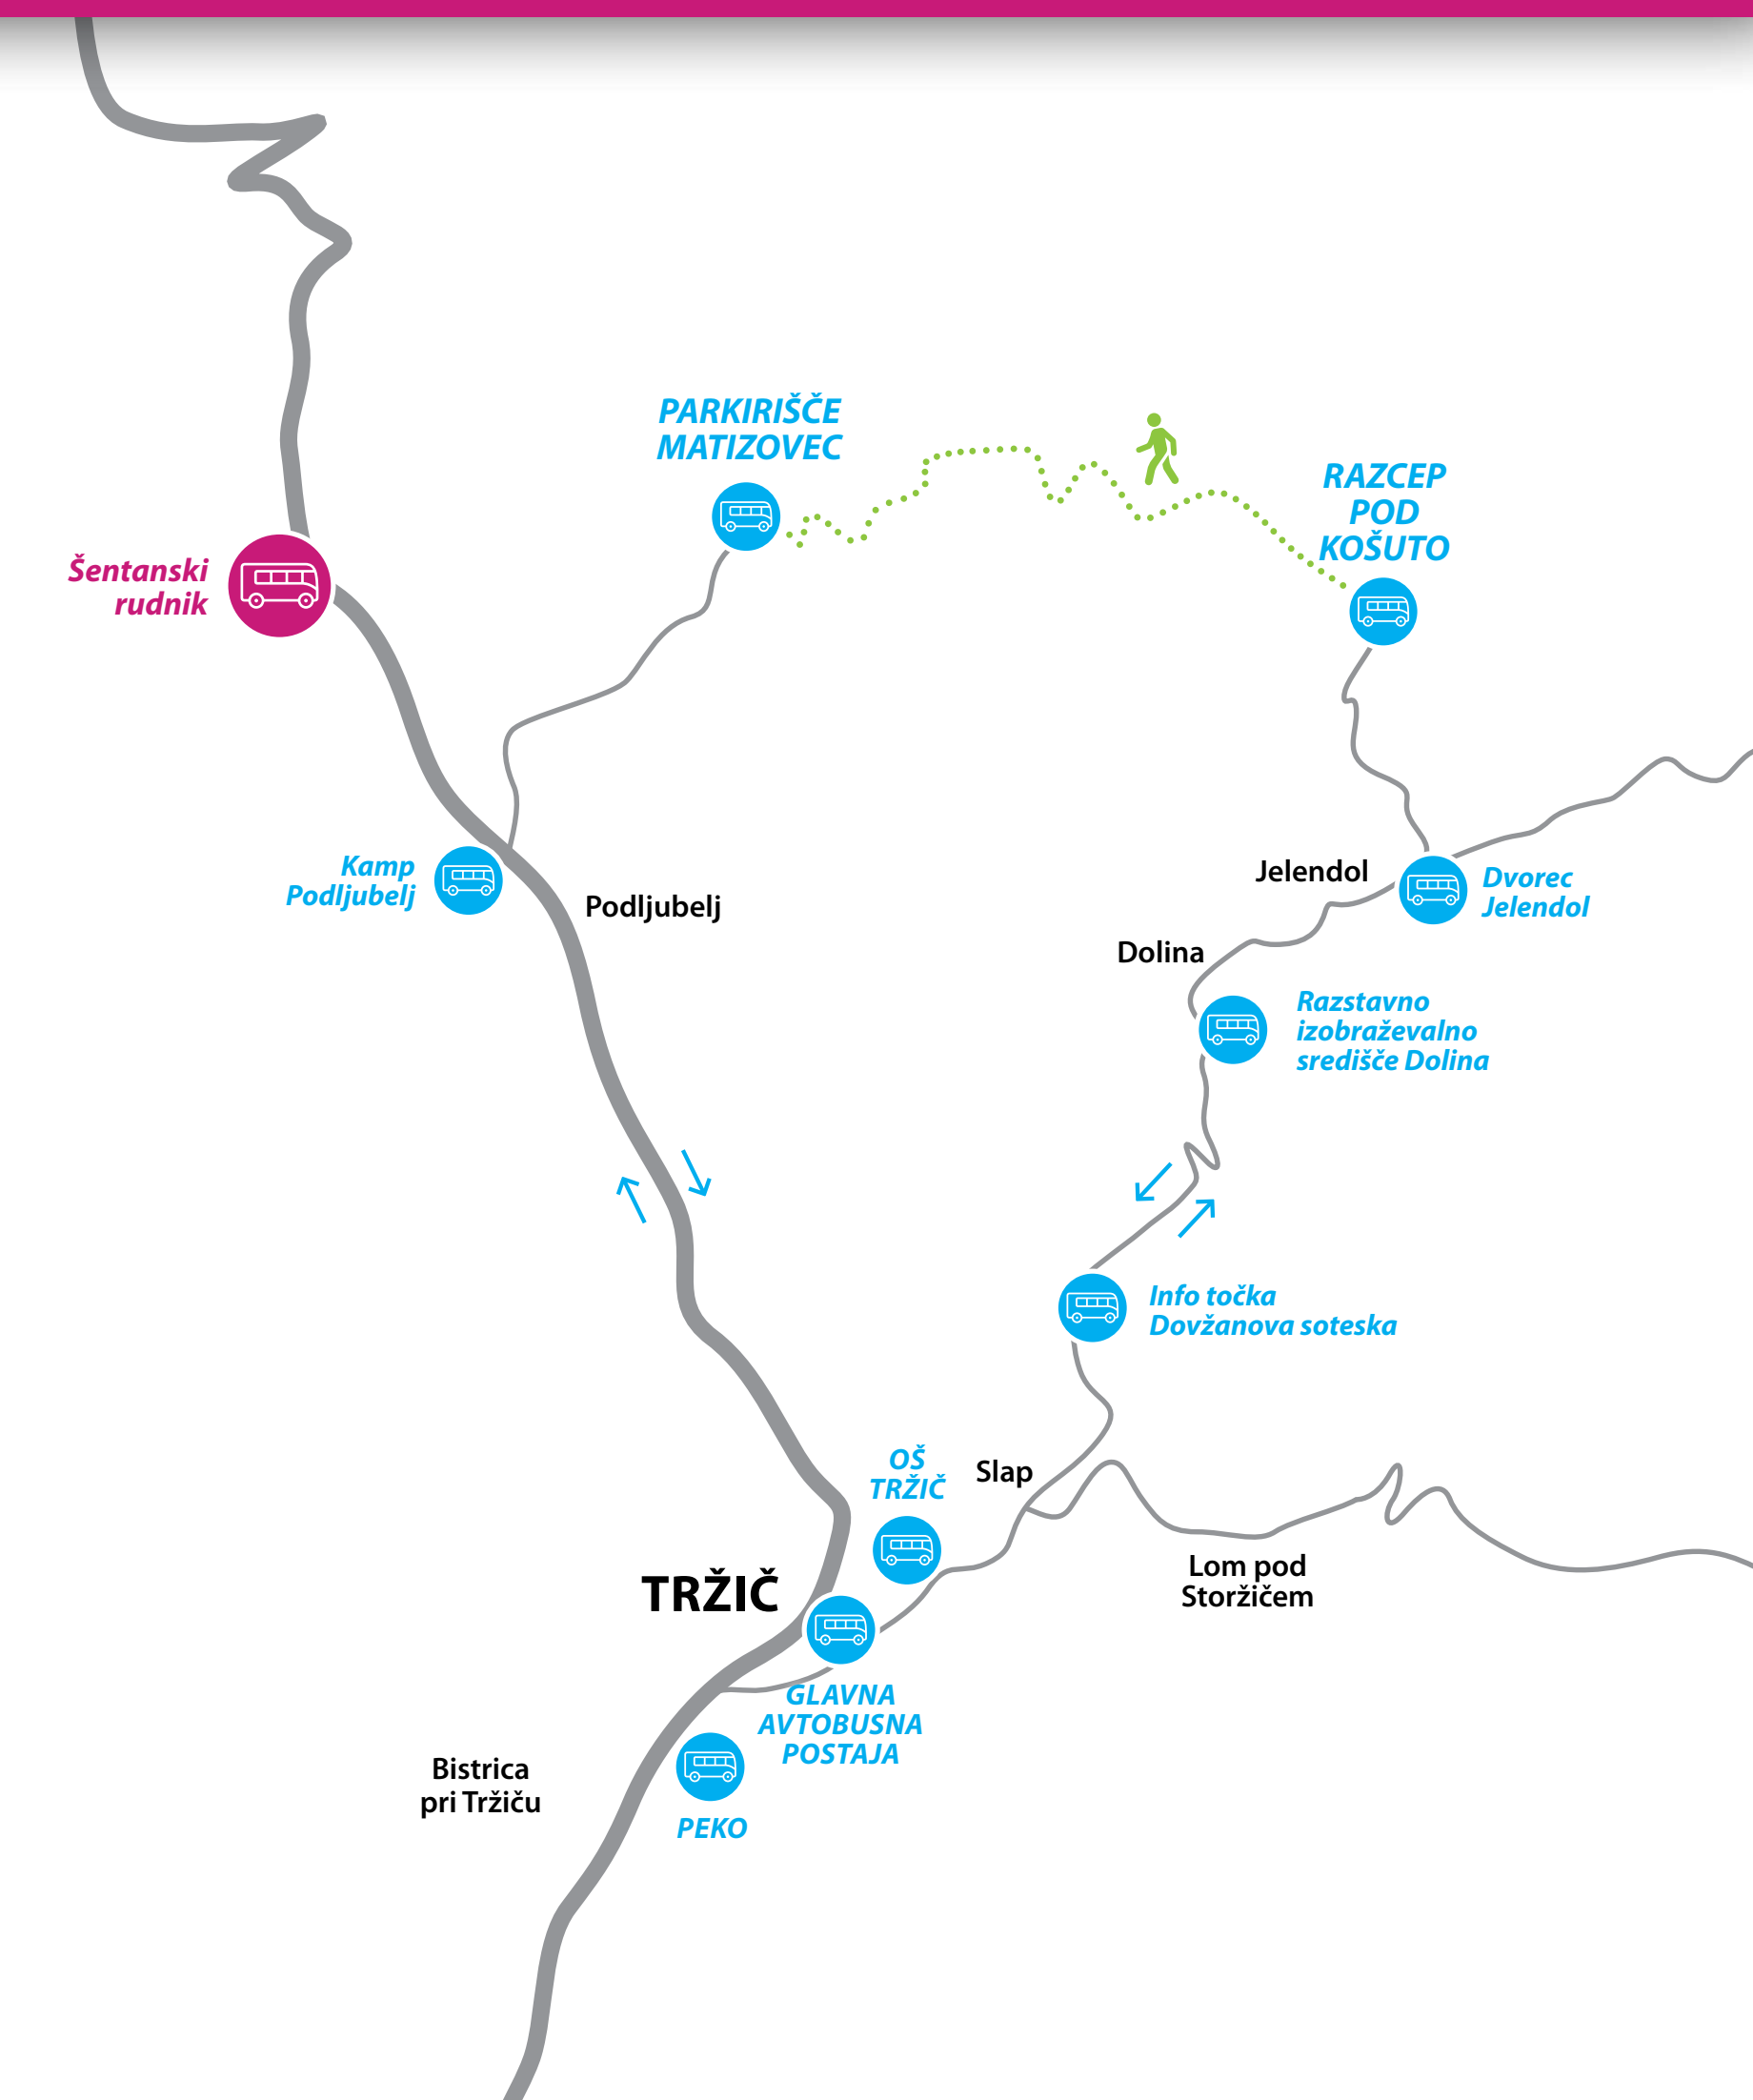 PARKIRIŠČE
MATIZOVEC
RAZCEP
POD
KOŠUTO
Šentanski
rudnik
Kamp
Podljubelj
Podljubelj
Jelendol
Dvorec
Jelendol
Dolina
Razstavno
izobraževalno
središče Dolina
Info točka
Dovžanova soteska
OŠ
TRŽIČ
Slap
Lom pod
Storžičem
TRŽIČ
GLAVNA
AVTOBUSNA
POSTAJA
Bistrica
pri Tržiču
PEKO